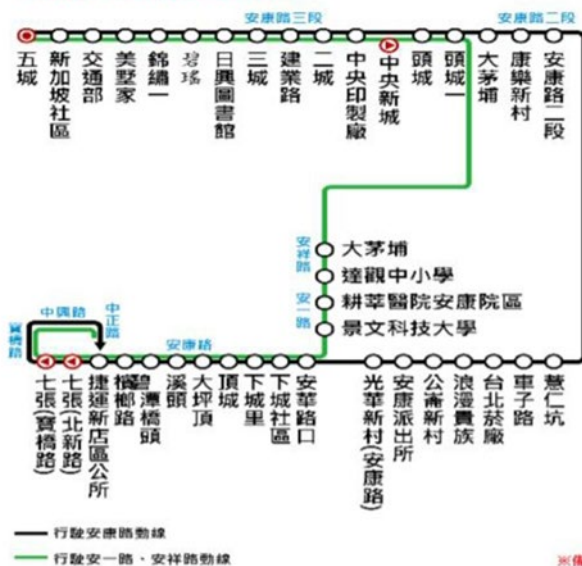 安康路三段
安康路二段
五城
新加坡社區
交通部
美墅家
錦繡一
碧瑤
日興圖書館
三城
建業路
二城
中央印製廠
中央新城
頭城
頭城一
大茅埔
康樂新村
安康路二段
安祥路
大茅埔
達觀中小學
安一路
耕莘醫院安康院區
景文科技大學
中興路
中正路
寶橋路
安康路
七張(寶橋路)
七張(北新路)
捷運新店區公所
檳榔路
碧潭橋頭
溪頭
大坪頂
頂城
下城里
下城社區
安華路口
光華新村(安康路)
安康派出所
公崙新村
浪漫貴族
台北菸廠
車子路
薏仁坑
行駛安康路動線
行駛安一路、安祥路動線